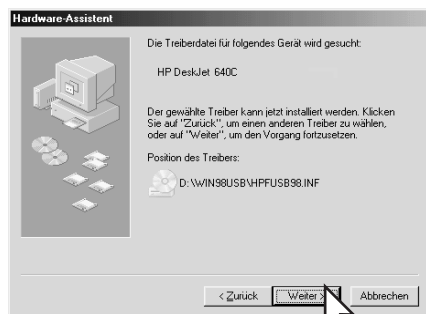 Hardware-Assistent
Die Treiberdatei für folgendes Gerät wird gesucht:
HP DeskJet 640C
Der gewählte Treiber kann jetzt installiert werden. Klicken
Sie auf "Zurück", um einen anderen Treiber zu wählen,
oder auf "Weiter", um den Vorgang fortzusetzen.
Position des Treibers:
D:\WIN98USB\HPFUSB98.INF
< Zurück Weiter > Abbrechen